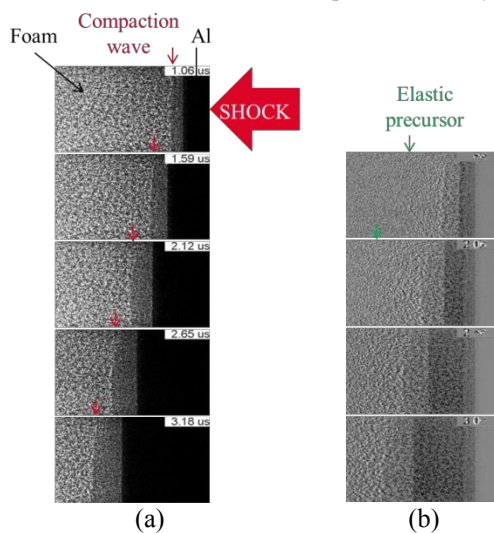 Compaction
wave
Foam
Al
1.06 us
SHOCK
1.59 us
2.12 us
2.65 us
3.18 us
(a)
Elastic
precursor
(b)